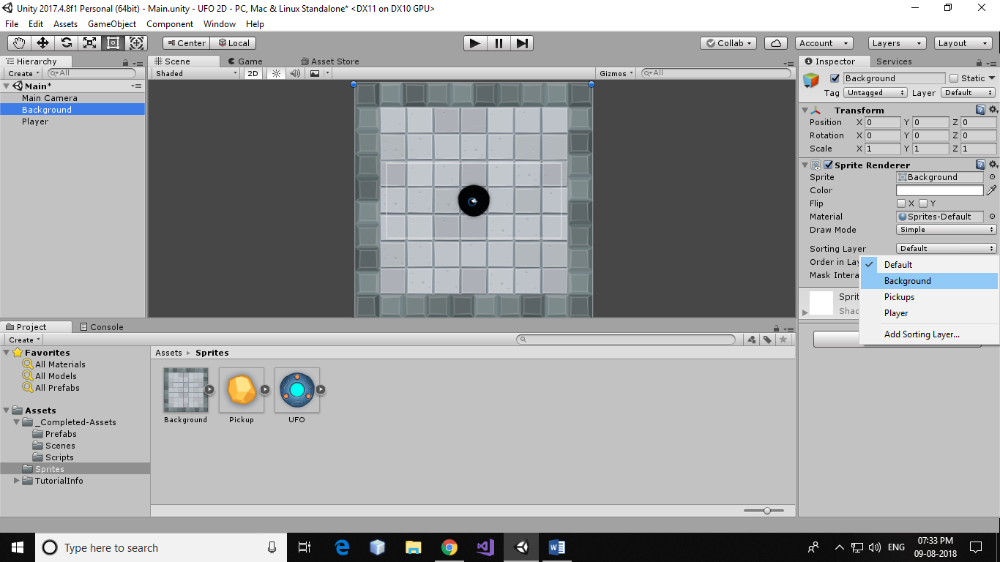 Unity 2017.4.8f1 Personal (64bit) - Main.unity - UFO 2D - PC, Mac & Linux Standalone* <DX11 on DX10 GPU>
File Edit Assets GameObject Component Window Help
Center Local Collab Account Layers Layout
Hierarchy
Create All
Main*
Main Camera
Background
Player
Scene Game Asset Store
Shaded 2D Gizmos All
Inspector Services
Background Static
Tag Untagged Layer Default
Transform
Position X 0 Y 0 Z 0
Rotation X 0 Y 0 Z 0
Scale X 1 Y 1 Z 1
Sprite Renderer
Sprite Background
Color
Flip X Y
Material Sprites-Default
Draw Mode Simple
Sorting Layer Default
Order in Lay
Mask Intera
Default
Background
Pickups
Player
Add Sorting Layer...
Sprit
Shad
Project Console
Create
Favorites
All Materials
All Models
All Prefabs
Assets
_Completed-Assets
Prefabs
Scenes
Scripts
Sprites
TutorialInfo
Assets Sprites
Background Pickup UFO
Type here to search
ENG
07:33 PM
09-08-2018